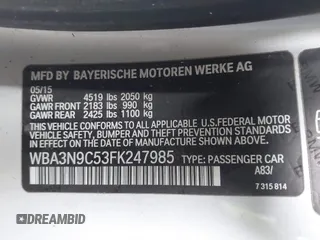 MFD BY BAYERISCHE MOTOREN WERKE AG
05/15
GVWR 4519 lbs 2050 kg
GAWR FRONT 2183 lbs 990 kg
GAWR REAR 2425 lbs 1100 kg
THIS VEHICLE CONFORMS TO ALL APPLICABLE U.S.FEDERAL MOTOR
VEHICLE SAFETY, BUMPER, AND THEFT PREVENTION
STANDARDS IN EFFECT ON THE DATE OF MANUFACTURE SHOWN ABOVE.
WBA3N9C53FK247985 TYPE: PASSENGER CAR
A83/
7 315 814
DEALERSHIP INTAKE